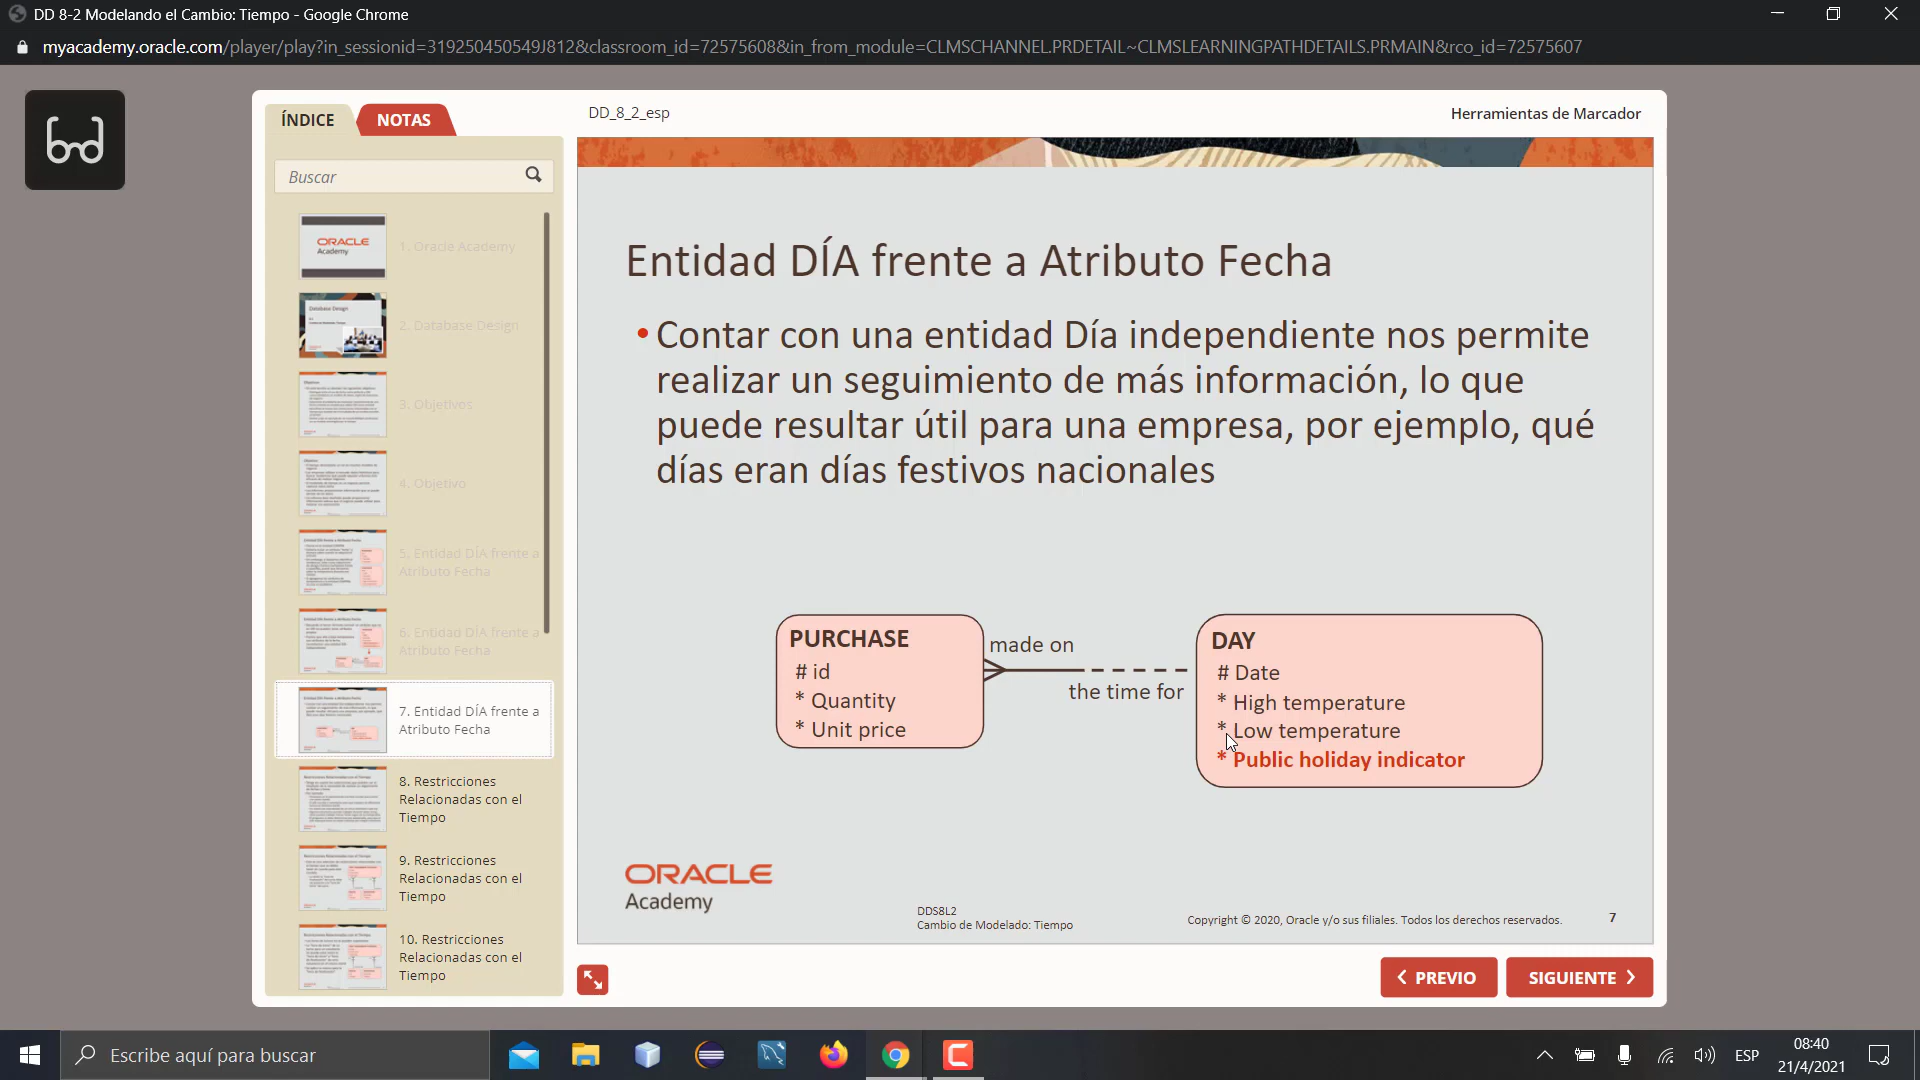 DD 8-2 Modelando el Cambio: Tiempo - Google Chrome
myacademy.oracle.com/player/play?in_sessionid=319250450549J812&classroom_id=72575608&in_from_module=CLMSCHANNEL.PRDETAIL~CLMSLEARNINGPATHDETAILS.PRMAIN&rco_id=72575607
ÍNDICE
NOTAS
DD_8_2_esp
Herramientas de Marcador
Buscar
ORACLE
Academy
1. Oracle Academy
Database Design
2. Database Design
3. Objetivos
4. Objetivo
5. Entidad DÍA frente a
Atributo Fecha
6. Entidad DÍA frente a
Atributo Fecha
7. Entidad DÍA frente a
Atributo Fecha
8. Restricciones
Relacionadas con el
Tiempo
9. Restricciones
Relacionadas con el
Tiempo
10. Restricciones
Relacionadas con el
Tiempo
Entidad DÍA frente a Atributo Fecha
• Contar con una entidad Día independiente nos permite
realizar un seguimiento de más información, lo que
puede resultar útil para una empresa, por ejemplo, qué
días eran días festivos nacionales
PURCHASE
# id
* Quantity
* Unit price
made on
the time for
DAY
# Date
* High temperature
* Low temperature
* Public holiday indicator
ORACLE
Academy
DDS8L2
Cambio de Modelado: Tiempo
Copyright © 2020, Oracle y/o sus filiales. Todos los derechos reservados.
7
PREVIO
SIGUIENTE
Escribe aquí para buscar
ESP
08:40
21/4/2021